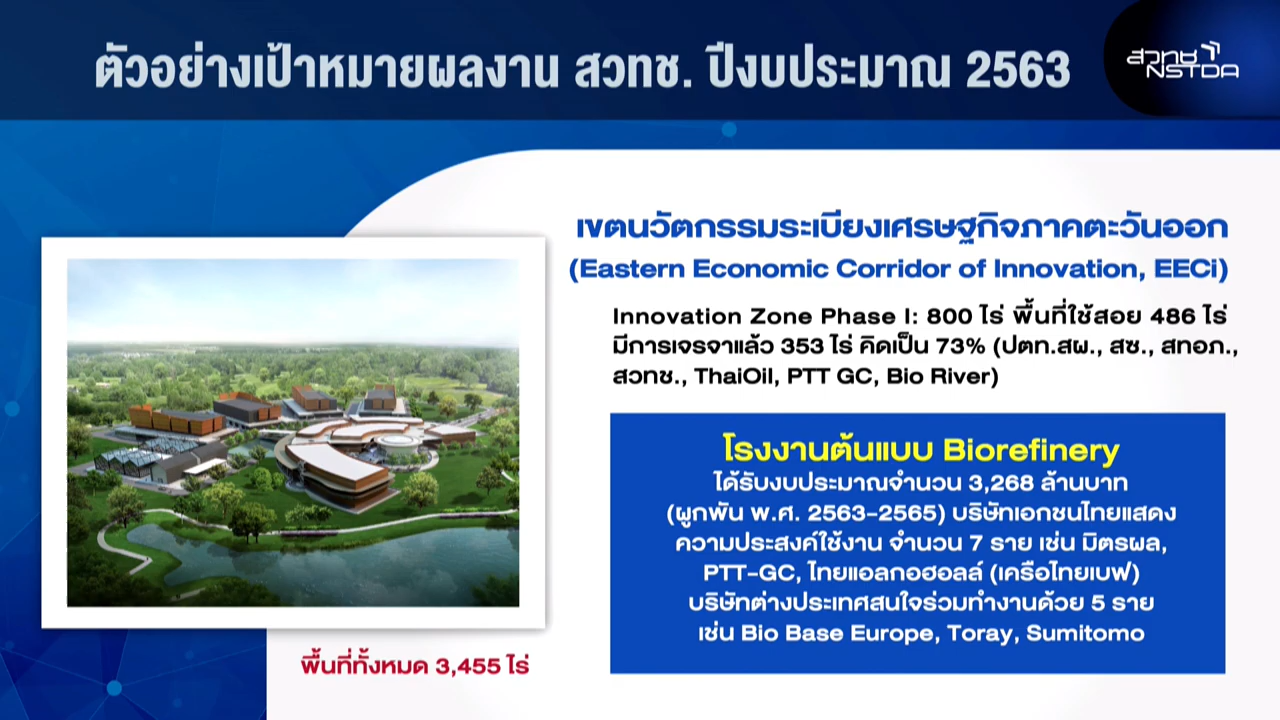 ตัวอย่างเป้าหมายผลงาน สวทช. ปีงบประมาณ 2563
สวทช
NSTDA
เขตนวัตกรรมระเบียงเศรษฐกิจภาคตะวันออก
(Eastern Economic Corridor of Innovation, EECi)
Innovation Zone Phase I: 800 ไร่ พื้นที่ใช้สอย 486 ไร่
มีการเจรจาแล้ว 353 ไร่ คิดเป็น 73% (ปตท.สผ., สซ., สทอภ.,
สวทช., ThaiOil, PTT GC, Bio River)
โรงงานต้นแบบ Biorefinery
ได้รับงบประมาณจำนวน 3,268 ล้านบาท
(ผูกพัน พ.ศ. 2563-2565) บริษัทเอกชนไทยแสดง
ความประสงค์ใช้งาน จำนวน 7 ราย เช่น มิตรผล,
PTT-GC, ไทยแอลกอฮอลล์ (เครือไทยเบฟ)
บริษัทต่างประเทศสนใจร่วมทำงานด้วย 5 ราย
เช่น Bio Base Europe, Toray, Sumitomo
พื้นที่ทั้งหมด 3,455 ไร่